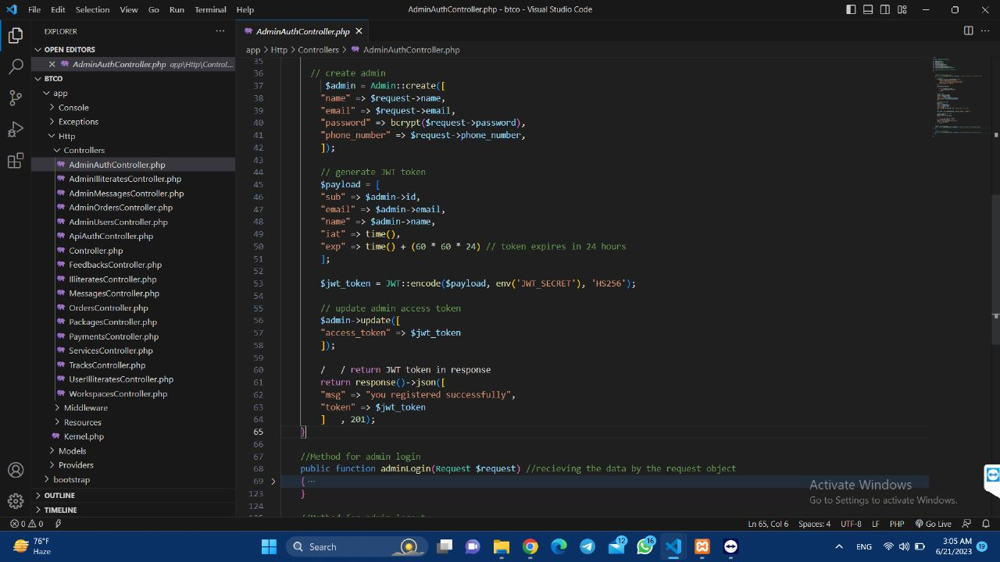 File Edit Selection View Go Run Terminal Help
AdminAuthController.php - btco - Visual Studio Code
EXPLORER
OPEN EDITORS
AdminAuthController.php app\Http\Control...
BTCO
app
Console
Exceptions
Http
Controllers
AdminAuthController.php
AdminIlliteratesController.php
AdminMessagesController.php
AdminOrdersController.php
AdminUsersController.php
ApiAuthController.php
Controller.php
FeedbacksController.php
IlliteratesController.php
MessagesController.php
OrdersController.php
PackagesController.php
PaymentsController.php
ServicesController.php
TracksController.php
UserIlliteratesController.php
WorkspacesController.php
Middleware
Resources
Kernel.php
Models
Providers
bootstrap
OUTLINE
TIMELINE
AdminAuthController.php
app > Http > Controllers > AdminAuthController.php
35
36 // create admin
37 $admin = Admin::create([
38 "name" => $request->name,
39 "email" => $request->email,
40 "password" => bcrypt($request->password),
41 "phone_number" => $request->phone_number,
42 ]);
43
44 // generate JWT token
45 $payload = [
46 "sub" => $admin->id,
47 "email" => $admin->email,
48 "name" => $admin->name,
49 "iat" => time(),
50 "exp" => time() + (60 * 60 * 24) // token expires in 24 hours
51 ];
52
53 $jwt_token = JWT::encode($payload, env('JWT_SECRET'), 'HS256');
54
55 // update admin access token
56 $admin->update([
57 "access_token" => $jwt_token
58 ]);
59
60 / / return JWT token in response
61 return response()->json([
62 "msg" => "you registered successfully",
63 "token" => $jwt_token
64 ] , 201);
65 }
66
67 //Method for admin login
68 public function adminLogin(Request $request) //recieving the data by the request object
69 { ...
123 }
124
125 //Method for admin logout
Activate Windows
Go to Settings to activate Windows.
0 0
Ln 65, Col 6 Spaces: 4 UTF-8 LF PHP Go Live
76°F
Haze
Search
12
16
ENG
3:05 AM
6/21/2023
19